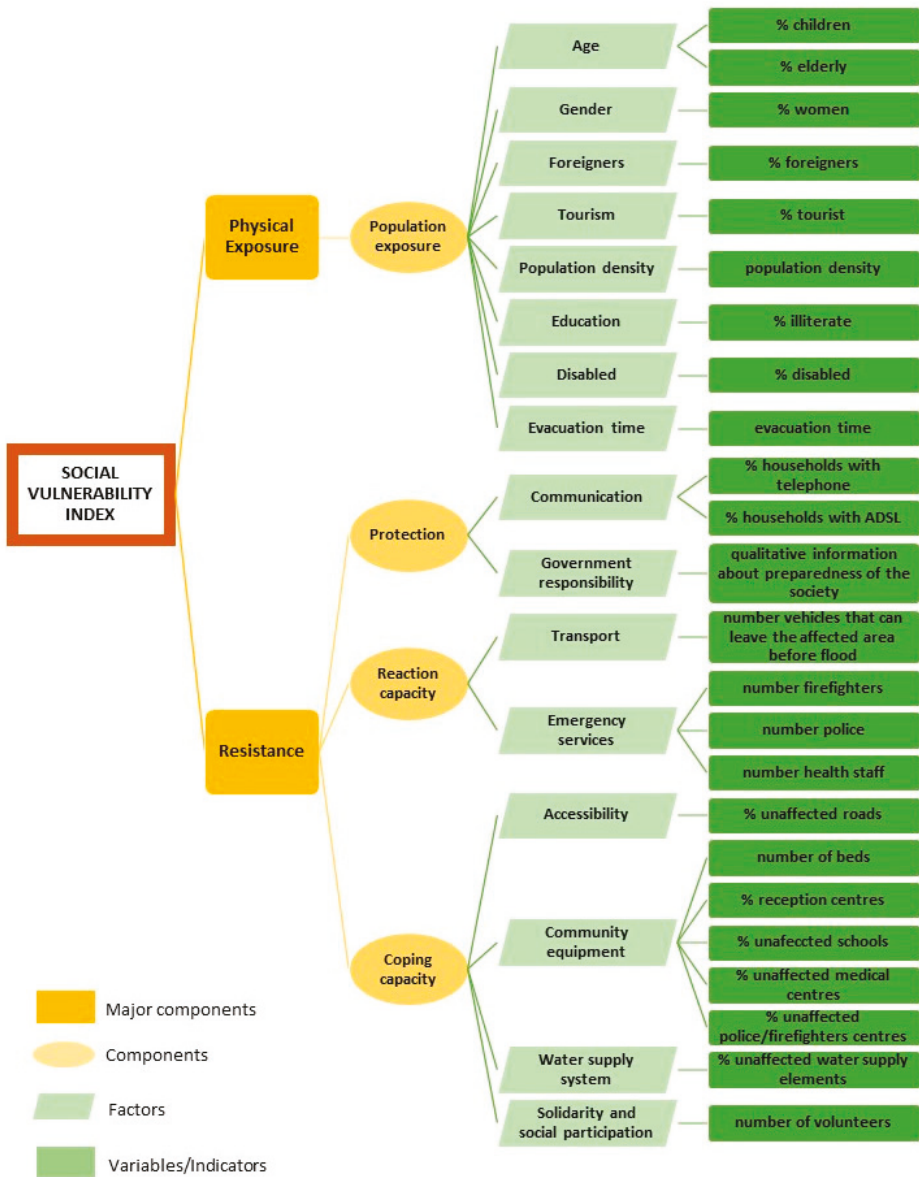 SOCIAL
VULNERABILITY
INDEX
Physical
Exposure
Population
exposure
Age
% children
% elderly
Gender
% women
Foreigners
% foreigners
Tourism
% tourist
Population density
population density
Education
% illiterate
Disabled
% disabled
Evacuation time
evacuation time
Resistance
Protection
Communication
% households with
telephone
% households with ADSL
Government
responsibility
qualitative information
about preparedness of the
society
Reaction
capacity
Transport
number vehicles that can
leave the affected area
before flood
Emergency
services
number firefighters
number police
number health staff
Coping
capacity
Accessibility
% unaffected roads
Community
equipment
number of beds
% reception centres
% unafeccted schools
% unaffected medical
centres
% unaffected
police/firefighters centres
Water supply
system
% unaffected water supply
elements
Solidarity and
social participation
number of volunteers
Major components
Components
Factors
Variables/Indicators